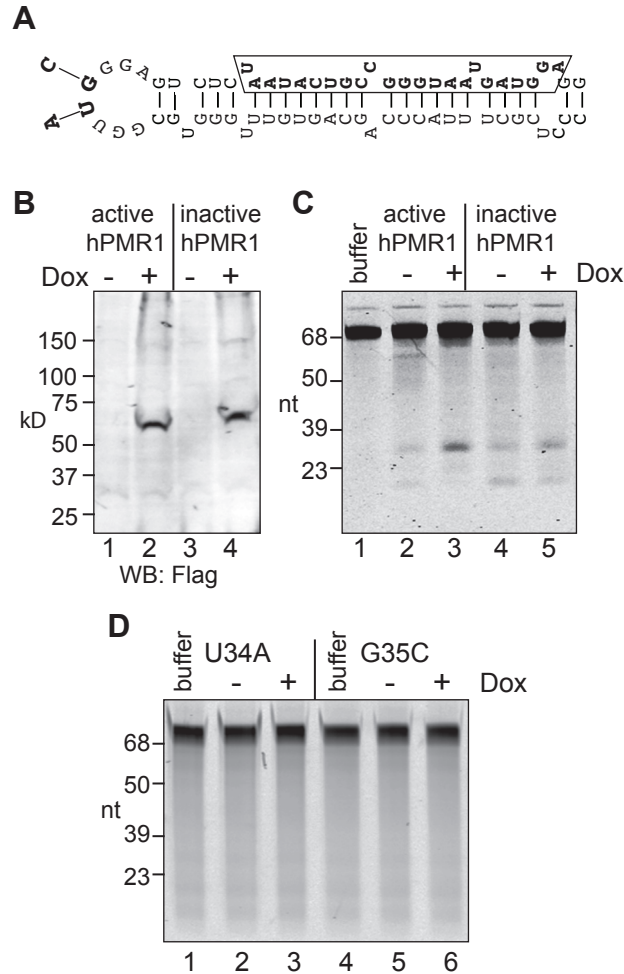 A
C G G G A G U C U C U A A U A C U G C C G G G U A A U G A U G G A G G
A U U G G G C G U G G G U U U G U G A C G A C C C A U U U C G C U C C C
B
active hPMR1
inactive hPMR1
Dox - + - +
150
100
75
kD
50
37
25
1 2 3 4
WB: Flag
C
buffer
active hPMR1
inactive hPMR1
- + - + Dox
68
50
nt
39
23
1 2 3 4 5
D
buffer U34A buffer G35C
- + - + Dox
68
50
nt
39
23
1 2 3 4 5 6